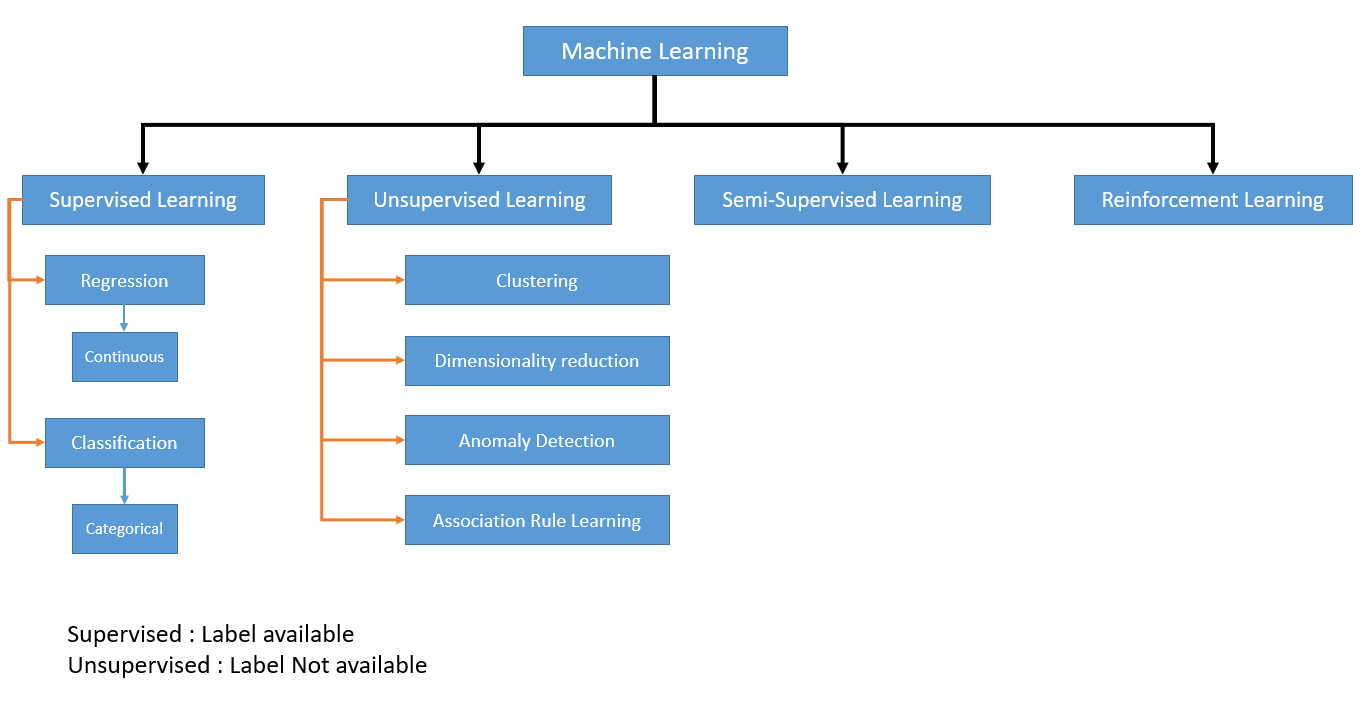 Machine Learning
Supervised Learning
Unsupervised Learning
Semi-Supervised Learning
Reinforcement Learning
Regression
Continuous
Classification
Categorical
Clustering
Dimensionality reduction
Anomaly Detection
Association Rule Learning
Supervised : Label available
Unsupervised : Label Not available